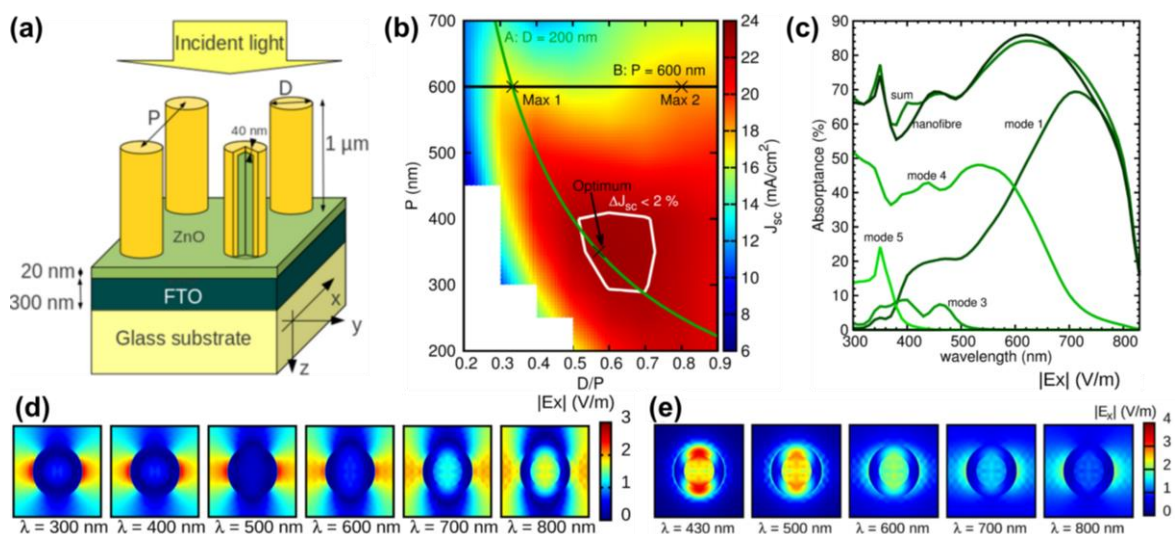 (a)
Incident light
P
D
40 nm
1 µm
ZnO
20 nm
300 nm
FTO
Glass substrate
x
y
z
(b)
700
600
500
400
300
200
P (nm)
A: D = 200 nm
B: P = 600 nm
Max 1
Max 2
Optimum
ΔJsc < 2 %
0.2 0.3 0.4 0.5 0.6 0.7 0.8 0.9
D/P
24
22
20
18
16
14
12
10
8
6
Jsc (mA/cm²)
(c)
90
80
70
60
50
40
30
20
10
0
Absorptance (%)
sum
nanofibre
mode 1
mode 4
mode 5
mode 3
300 400 500 600 700 800
wavelength (nm)
(d)
|Ex| (V/m)
3
2
1
0
λ = 300 nm λ = 400 nm λ = 500 nm λ = 600 nm λ = 700 nm λ = 800 nm
(e)
|Ex| (V/m)
|Ex| (V/m)
4
3
2
1
0
λ = 430 nm λ = 500 nm λ = 600 nm λ = 700 nm λ = 800 nm